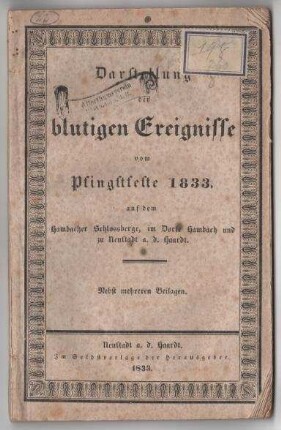 Darstellung
der
blutigen Ereignisse
vom
Pfingstfeste 1833.
auf dem
Hambacher Schlossberge, im Dorfe Hambach und
zu Neustadt a. d. Haardt.
Nebst mehreren Beilagen.
Neustadt a. d. Haardt.
Im Selbstverlage der Herausgeber.
1833.